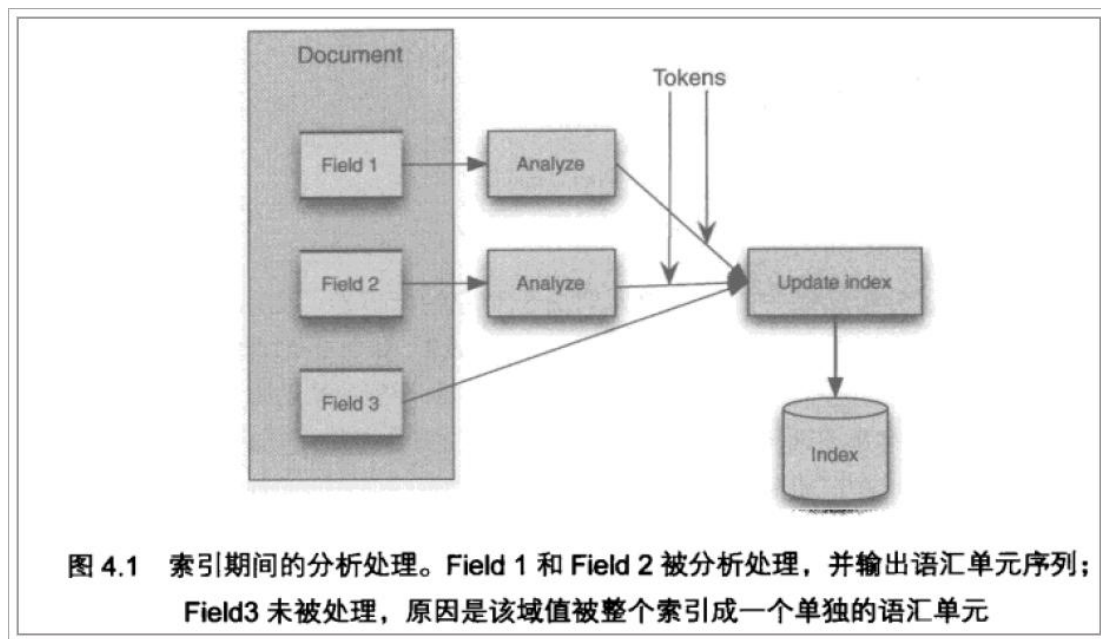 Document
Tokens
Field 1
Analyze
Field 2
Analyze
Update index
Field 3
Index
图 4.1 索引期间的分析处理。Field 1 和 Field 2 被分析处理，并输出语汇单元序列；
Field3 未被处理，原因是该域值被整个索引成一个单独的语汇单元